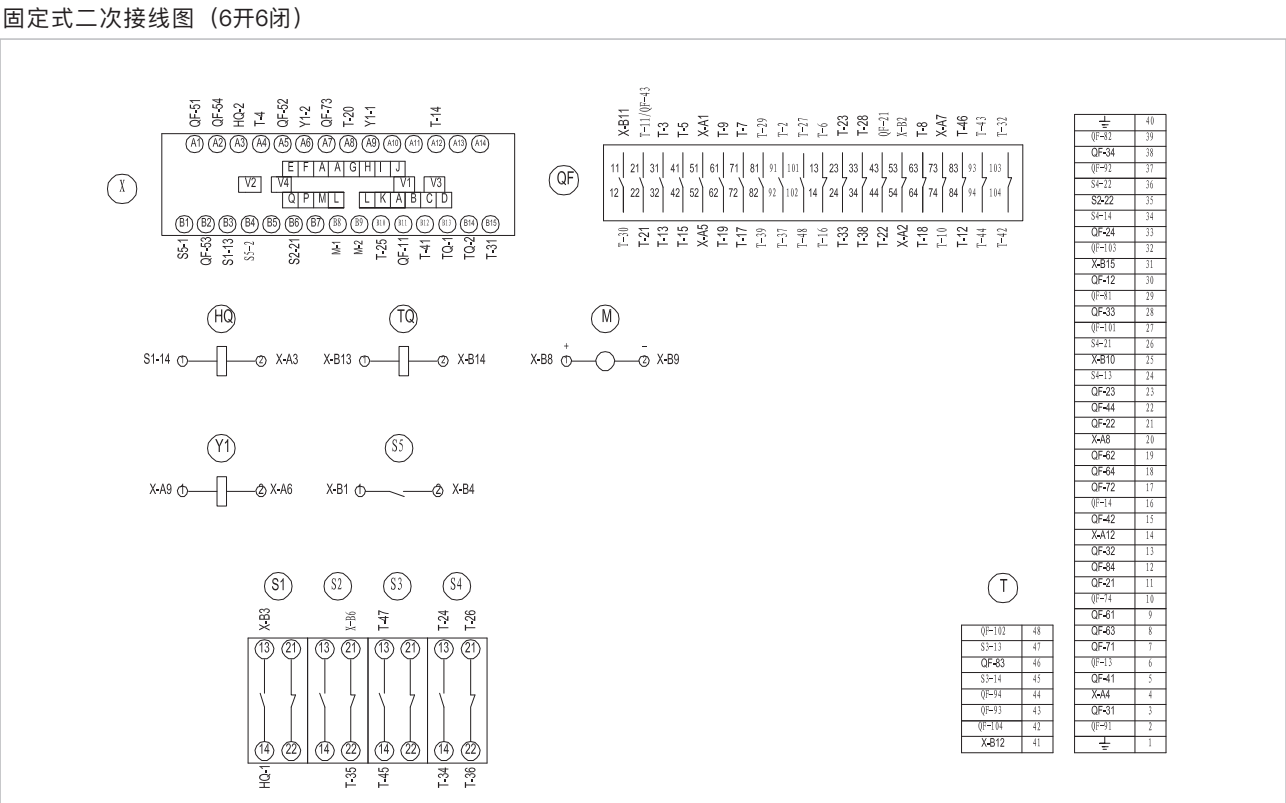 固定式二次接线图（6开6闭）
QF-51 QF-54 HQ-2 T-4 QF-52 Y1-2 QF-73 T-20 Y1-1 T-14
A1 A2 A3 A4 A5 A6 A7 A8 A9 A10 A11 A12 A13 A14
E F A A G H I J
V2 V4 V1 V3
Q P M L L K A B C D
X
B1 B2 B3 B4 B5 B6 B7 B8 B9 B10 B11 B12 B13 B14 B15
S5-1 QF-53 S1-13 S5-2 S2-21 M-1 M-2 T-25 QF-11 T-41 TQ-1 TQ-2 T-31
X-B11 T-11/QF-43 T-3 T-5 X-A1 T-9 T-7 T-29 T-2 T-27 T-6 T-23 T-28 QF-21 X-B2 T-8 X-A7 T-46 T-43 T-32
QF
11 21 31 41 51 61 71 81 91 101 13 23 33 43 53 63 73 83 93 103
12 22 32 42 52 62 72 82 92 102 14 24 34 44 54 64 74 84 94 104
T-30 T-21 T-13 T-15 X-A5 T-19 T-17 T-39 T-37 T-48 T-16 T-33 T-38 T-22 X-A2 T-18 T-10 T-12 T-44 T-42
HQ
S1-14 1 2 X-A3
TQ
X-B13 1 2 X-B14
M
+ −
X-B8 1 2 X-B9
Y1
X-A9 1 2 X-A6
S5
X-B1 1 2 X-B4
S1 S2 S3 S4
X-B3 X-B6 T-47 T-24 T-26
13 21 13 21 13 21 13 21
14 22 14 22 14 22 14 22
HQ-1 T-35 T-45 T-34 T-36
T
QF-102 48
S3-13 47
QF-83 46
S3-14 45
QF-94 44
QF-93 43
QF-104 42
X-B12 41
40
QF-82 39
QF-34 38
QF-92 37
S4-22 36
S2-22 35
S4-14 34
QF-24 33
QF-103 32
X-B15 31
QF-12 30
QF-81 29
QF-33 28
QF-101 27
S4-21 26
X-B10 25
S4-13 24
QF-23 23
QF-44 22
QF-22 21
X-A8 20
QF-62 19
QF-64 18
QF-72 17
QF-14 16
QF-42 15
X-A12 14
QF-32 13
QF-84 12
QF-21 11
QF-74 10
QF-61 9
QF-63 8
QF-71 7
QF-13 6
QF-41 5
X-A4 4
QF-31 3
QF-91 2
1